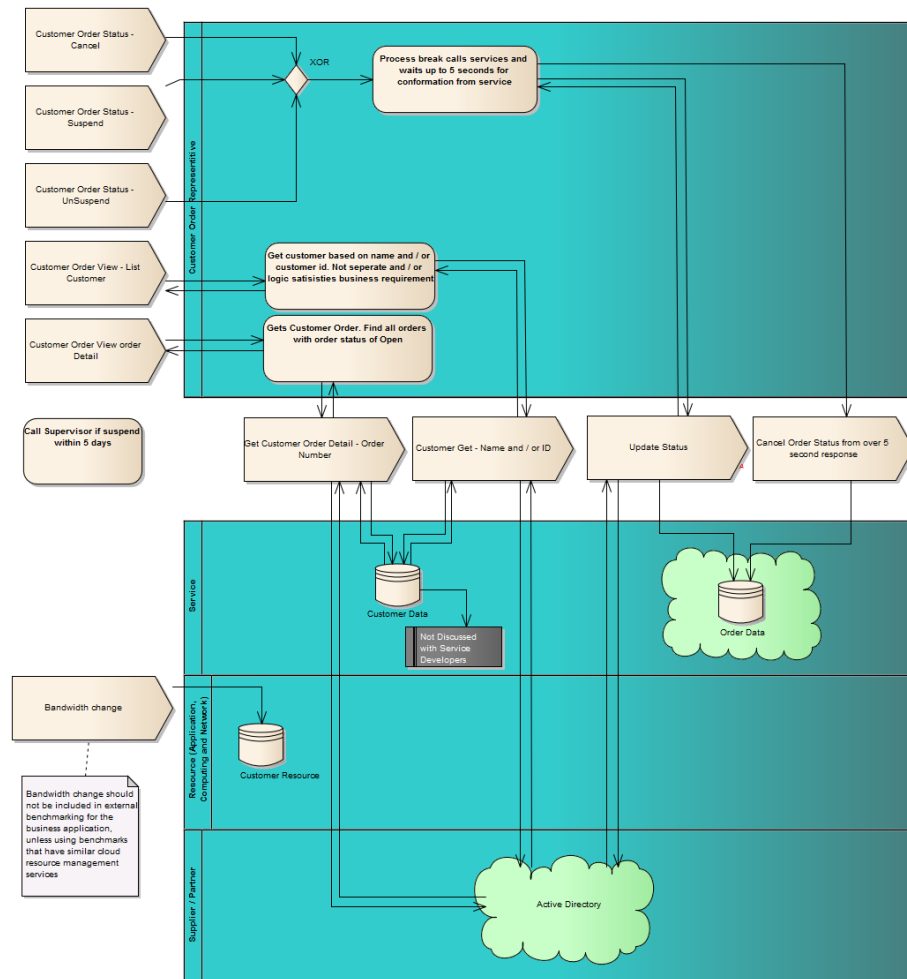 Customer Order Status -
Cancel
XOR
Process break calls services and
waits up to 5 seconds for
conformation from service
Customer Order Status -
Suspend
Customer Order Status -
UnSuspend
Customer Order Representitive
Customer Order View - List
Customer
Get customer based on name and / or
customer id. Not seperate and / or
logic satisisties business requirement
Customer Order View order
Detail
Gets Customer Order. Find all orders
with order status of Open
Call Supervisor if suspend
within 5 days
Get Customer Order Detail - Order
Number
Customer Get - Name and / or ID
Update Status
Cancel Order Status from over 5
second response
Service
Customer Data
Not Discussed
with Service
Developers
Order Data
Bandwidth change
Resource (Application,
Computing and Network)
Customer Resource
Bandwidth change should
not be included in external
benchmarking for the
business application,
unless using benchmarks
that have similar cloud
resource management
services
Supplier / Partner
Active Directory